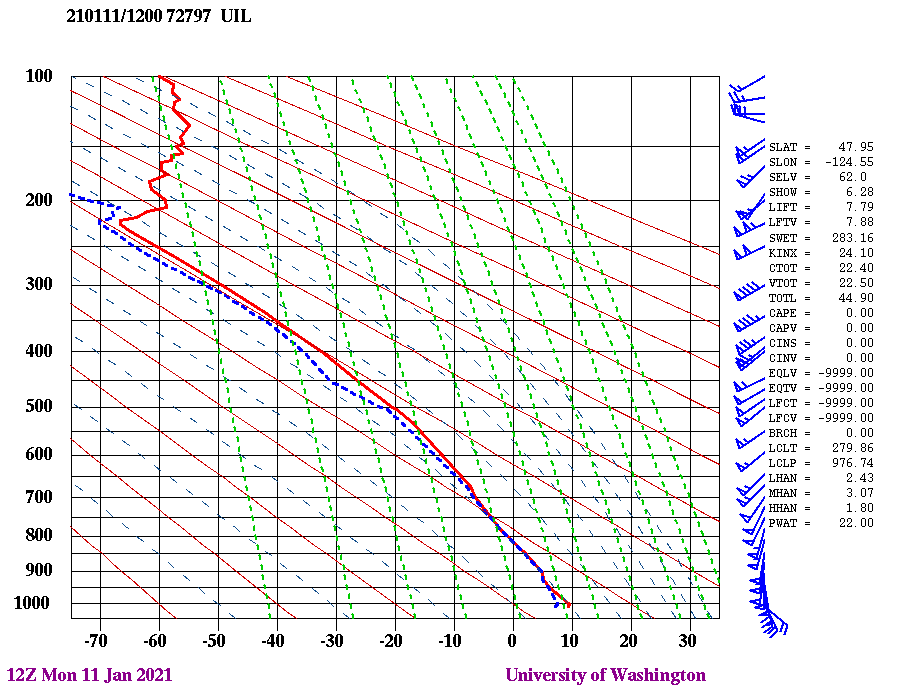 210111/1200 72797 UIL
100
200
300
400
500
600
700
800
900
1000
-70 -60 -50 -40 -30 -20 -10 0 10 20 30
SLAT = 47.95
SLON = -124.55
SELV = 62.0
SHOW = 6.28
LIFT = 7.79
LFTV = 7.88
SWET = 283.16
KINX = 24.10
CTOT = 22.40
VTOT = 22.50
TOTL = 44.90
CAPE = 0.00
CAPV = 0.00
CINS = 0.00
CINV = 0.00
EQLV = -9999.00
EQTV = -9999.00
LFCT = -9999.00
LFCV = -9999.00
BRCH = 0.00
LCLT = 279.86
LCLP = 976.74
LHAN = 2.43
MHAN = 3.07
HHAN = 1.80
PWAT = 22.00
12Z Mon 11 Jan 2021 University of Washington